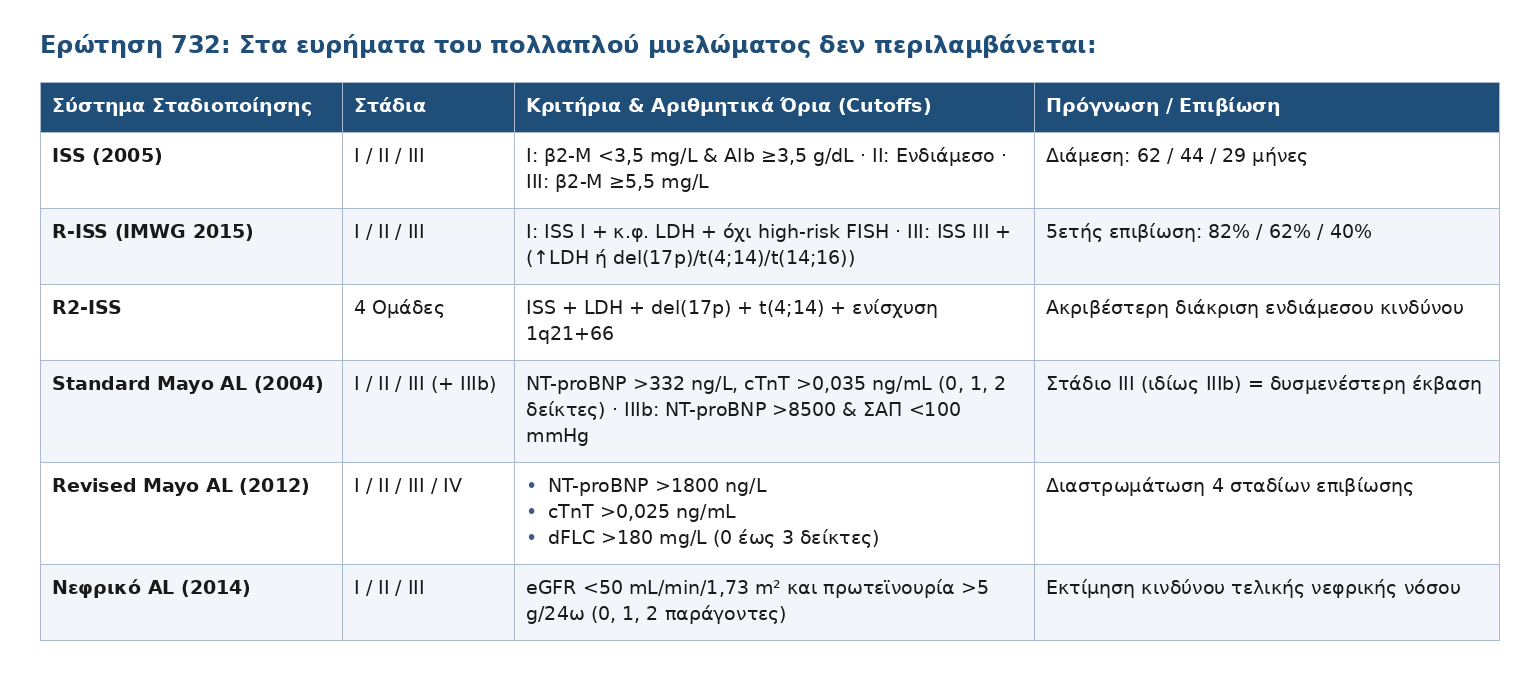 Ερώτηση 732: Στα ευρήματα του πολλαπλού μυελώματος δεν περιλαμβάνεται:
Σύστημα Σταδιοποίησης
Στάδια
Κριτήρια & Αριθμητικά Όρια (Cutoffs)
Πρόγνωση / Επιβίωση
ISS (2005)
I / II / III
I: β2-M <3,5 mg/L & Alb ≥3,5 g/dL · II: Ενδιάμεσο ·
III: β2-M ≥5,5 mg/L
Διάμεση: 62 / 44 / 29 μήνες
R-ISS (IMWG 2015)
I / II / III
I: ISS I + κ.φ. LDH + όχι high-risk FISH · III: ISS III +
(↑LDH ή del(17p)/t(4;14)/t(14;16))
5ετής επιβίωση: 82% / 62% / 40%
R2-ISS
4 Ομάδες
ISS + LDH + del(17p) + t(4;14) + ενίσχυση
1q21+66
Ακριβέστερη διάκριση ενδιάμεσου κινδύνου
Standard Mayo AL (2004)
I / II / III (+ IIIb)
NT-proBNP >332 ng/L, cTnT >0,035 ng/mL (0, 1, 2
δείκτες) · IIIb: NT-proBNP >8500 & ΣΑΠ <100
mmHg
Στάδιο III (ιδίως IIIb) = δυσμενέστερη έκβαση
Revised Mayo AL (2012)
I / II / III / IV
• NT-proBNP >1800 ng/L
• cTnT >0,025 ng/mL
• dFLC >180 mg/L (0 έως 3 δείκτες)
Διαστρωμάτωση 4 σταδίων επιβίωσης
Νεφρικό AL (2014)
I / II / III
eGFR <50 mL/min/1,73 m² και πρωτεϊνουρία >5
g/24ω (0, 1, 2 παράγοντες)
Εκτίμηση κινδύνου τελικής νεφρικής νόσου